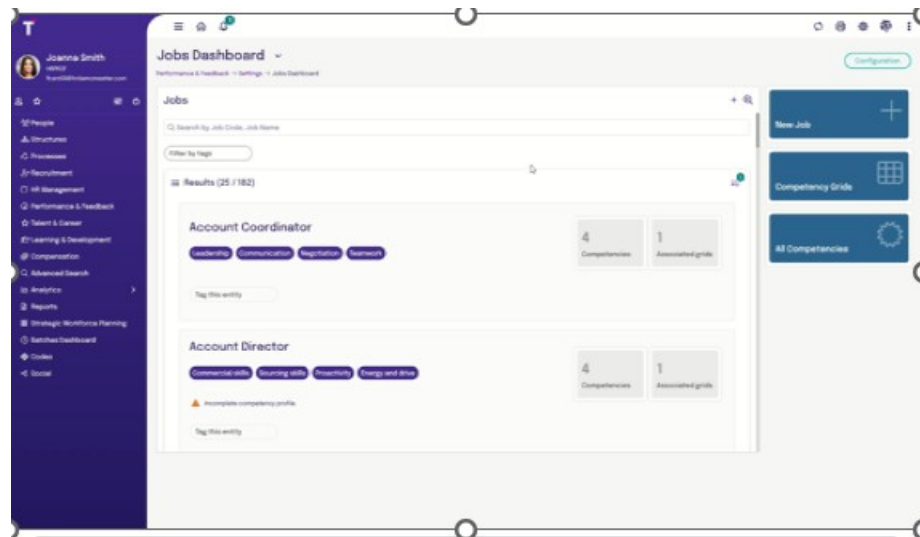 Joanna Smith
People
Structures
Processes
Recruitment
HR Management
Performance & Feedback
Talent & Career
Learning & Development
Compensation
Advanced Search
Analytics
Reports
Strategic Workforce Planning
Batches Dashboard
Codes
Social
Jobs Dashboard
Performance & Feedback > Settings > Jobs Dashboard
Configuration
Jobs
Search by Job Code, Job Name
Filter by tags
Results (25 / 182)
Account Coordinator
Leadership Communication Negotiation Teamwork
4 Competencies
1 Associated grids
Tag this entity
Account Director
Commercial skills Sourcing skills Proactivity Energy and drive
4 Competencies
1 Associated grids
Incomplete competency profile
Tag this entity
New Job
Competency Grids
All Competencies